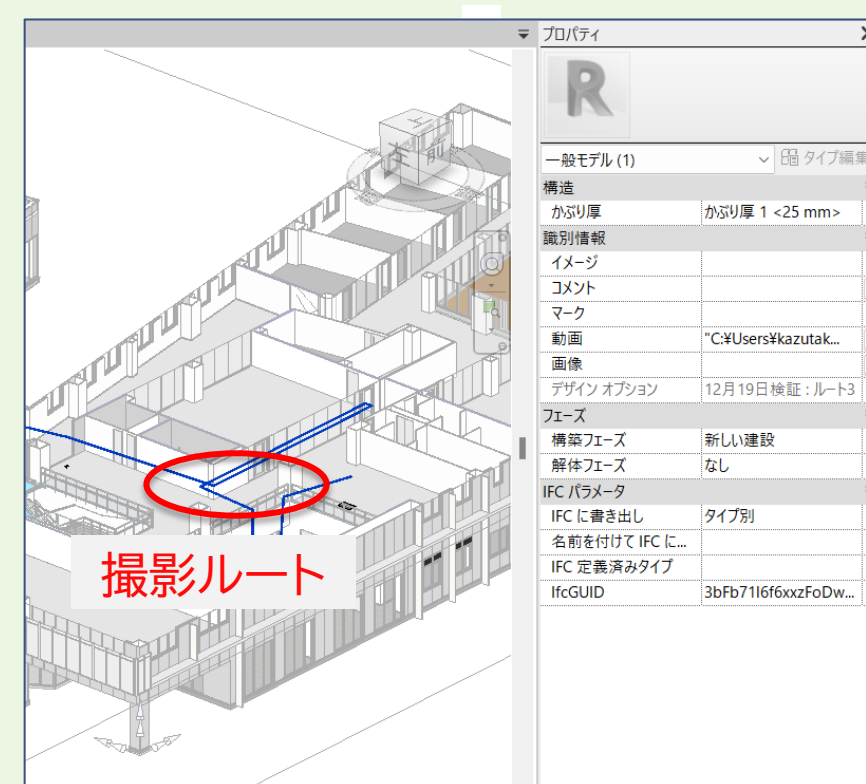 プロパティ
R
一般モデル (1)
タイプ編集
構造
かぶり厚 かぶり厚 1 <25 mm>
識別情報
イメージ
コメント
マーク
動画 "C:¥Users¥kazutak...
画像
デザイン オプション 12月19日検証 : ルート3
フェーズ
構築フェーズ 新しい建設
解体フェーズ なし
IFC パラメータ
IFC に書き出し タイプ別
名前を付けて IFC に...
IFC 定義済みタイプ
IfcGUID 3bFb71I6f6xxzFoDw...
上
左 前
撮影ルート